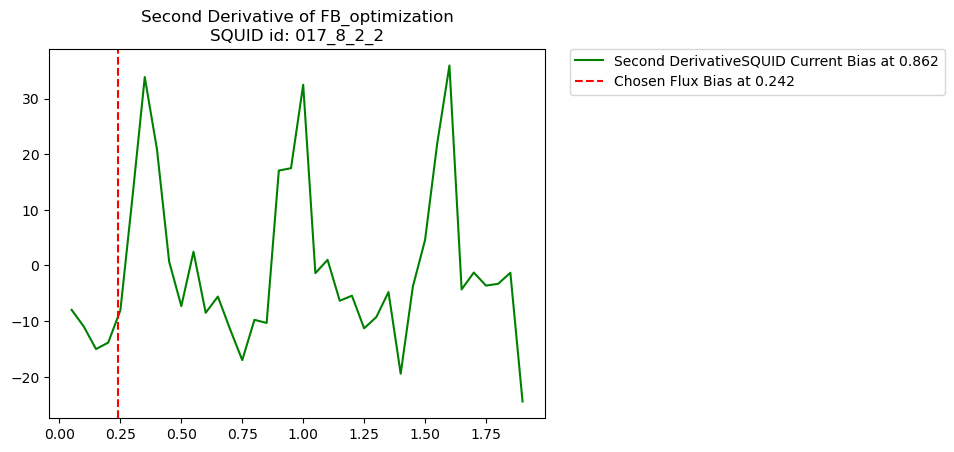 Second Derivative of FB_optimization
SQUID id: 017_8_2_2
Second DerivativeSQUID Current Bias at 0.862
Chosen Flux Bias at 0.242
30
20
10
0
−10
−20
0.00 0.25 0.50 0.75 1.00 1.25 1.50 1.75